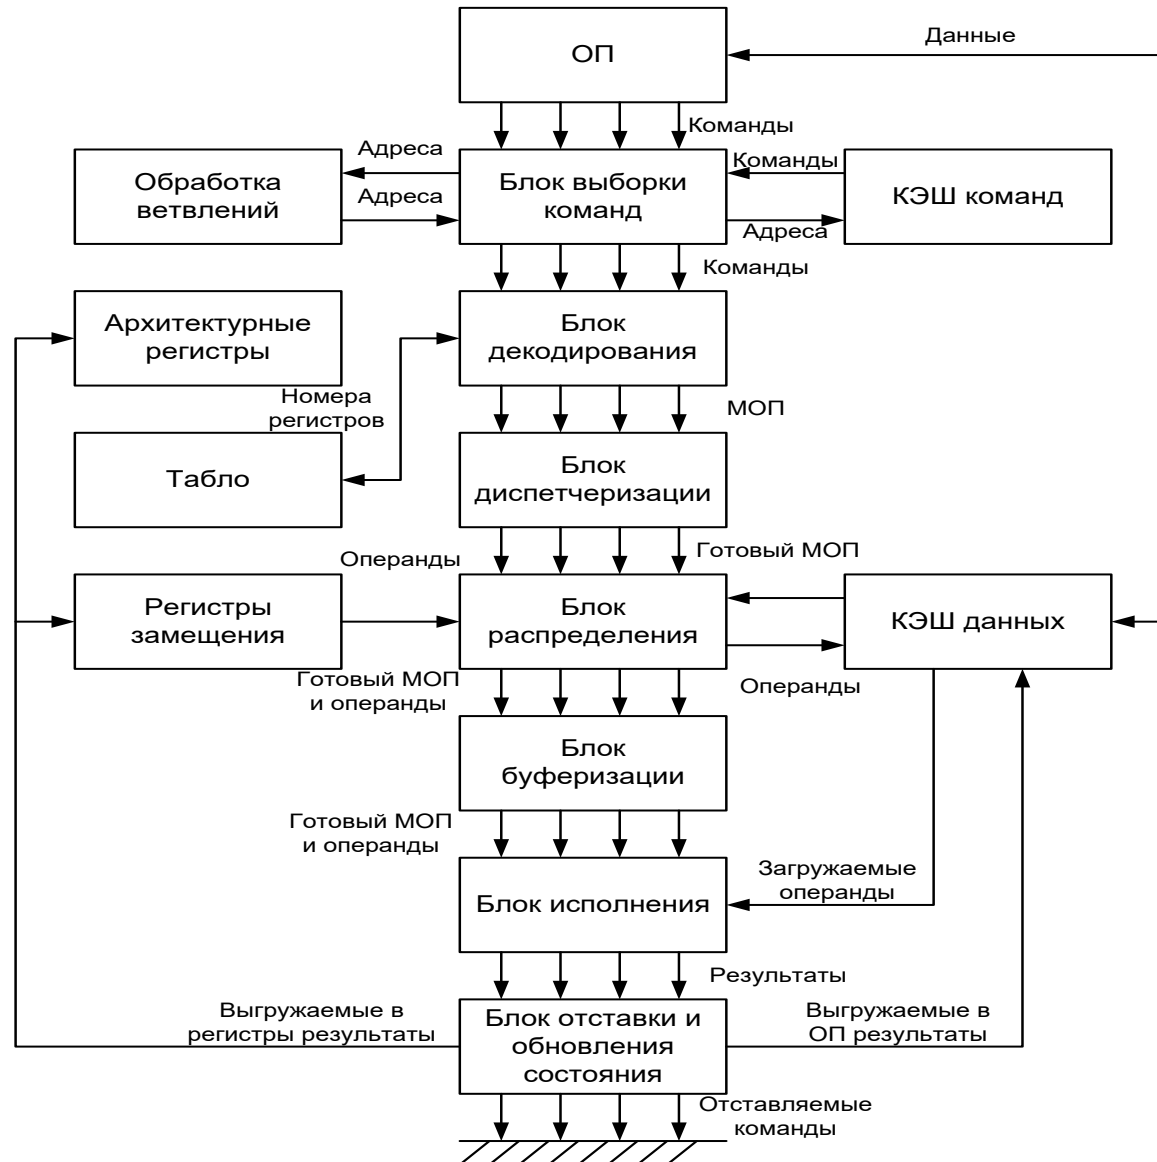 ОП
Данные
Команды
Адреса
Команды
Обработка
ветвлений
Блок выборки
команд
КЭШ команд
Адреса
Адреса
Команды
Архитектурные
регистры
Блок
декодирования
Номера
регистров
МОП
Табло
Блок
диспетчеризации
Операнды
Готовый МОП
Регистры
замещения
Блок
распределения
КЭШ данных
Готовый МОП
и операнды
Операнды
Блок
буферизации
Готовый МОП
и операнды
Загружаемые
операнды
Блок исполнения
Результаты
Выгружаемые в
регистры результаты
Блок отставки и
обновления
состояния
Выгружаемые в
ОП результаты
Отставляемые
команды